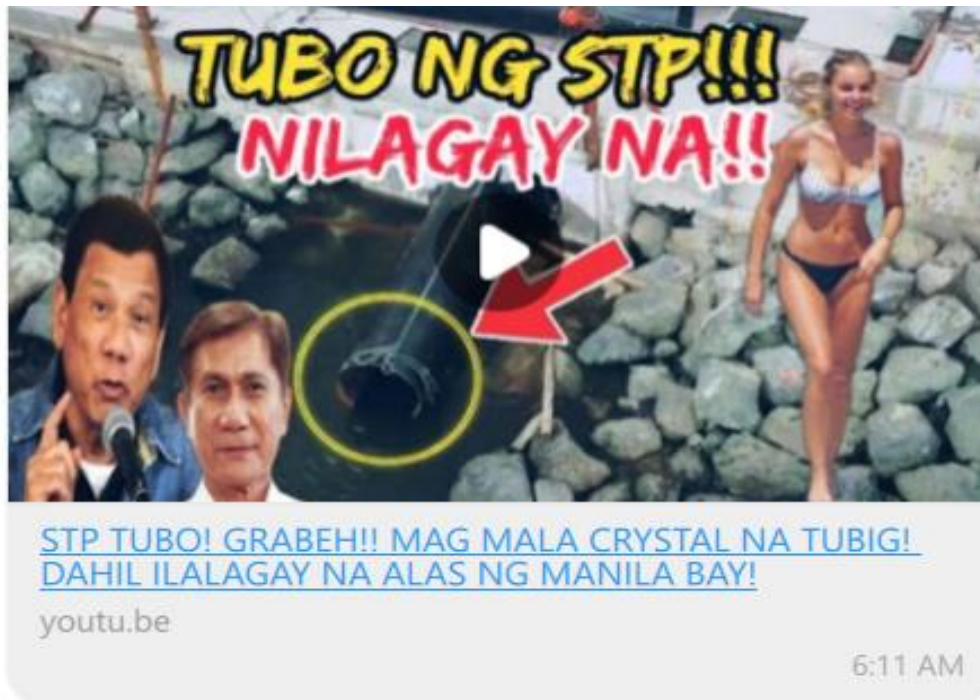 TUBO NG STP!!!
NILAGAY NA!!
STP TUBO! GRABEH!! MAG MALA CRYSTAL NA TUBIG!
DAHIL ILALAGAY NA ALAS NG MANILA BAY!
youtu.be
6:11 AM